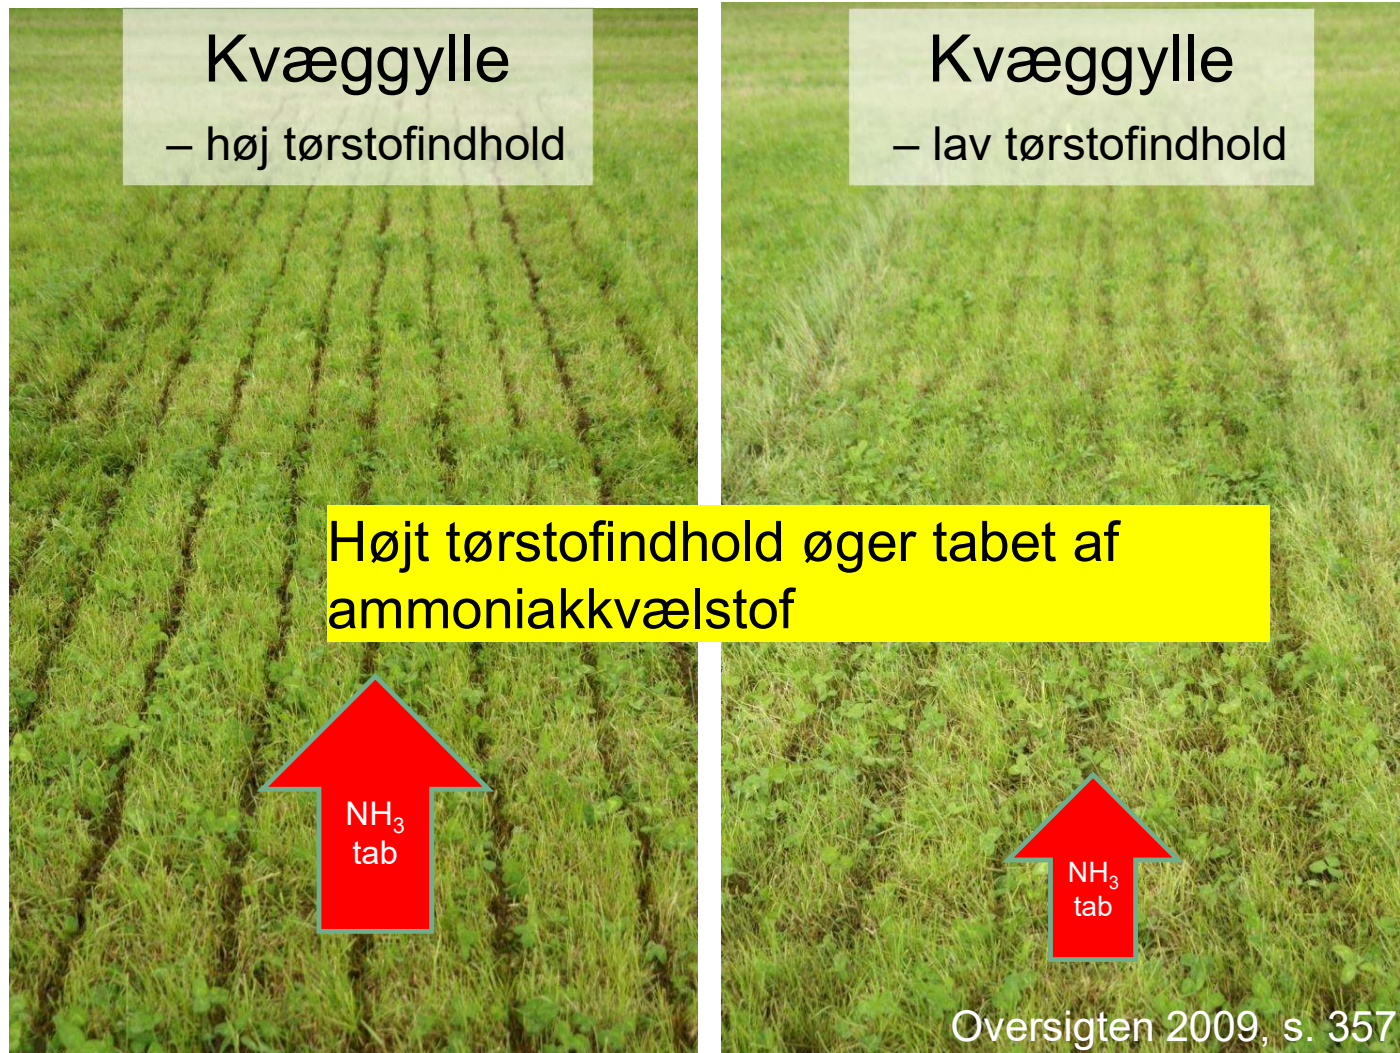 Kvæggylle
– høj tørstofindhold
Kvæggylle
– lav tørstofindhold
Højt tørstofindhold øger tabet af
ammoniakkvælstof
NH₃
tab
NH₃
tab
Oversigten 2009, s. 357